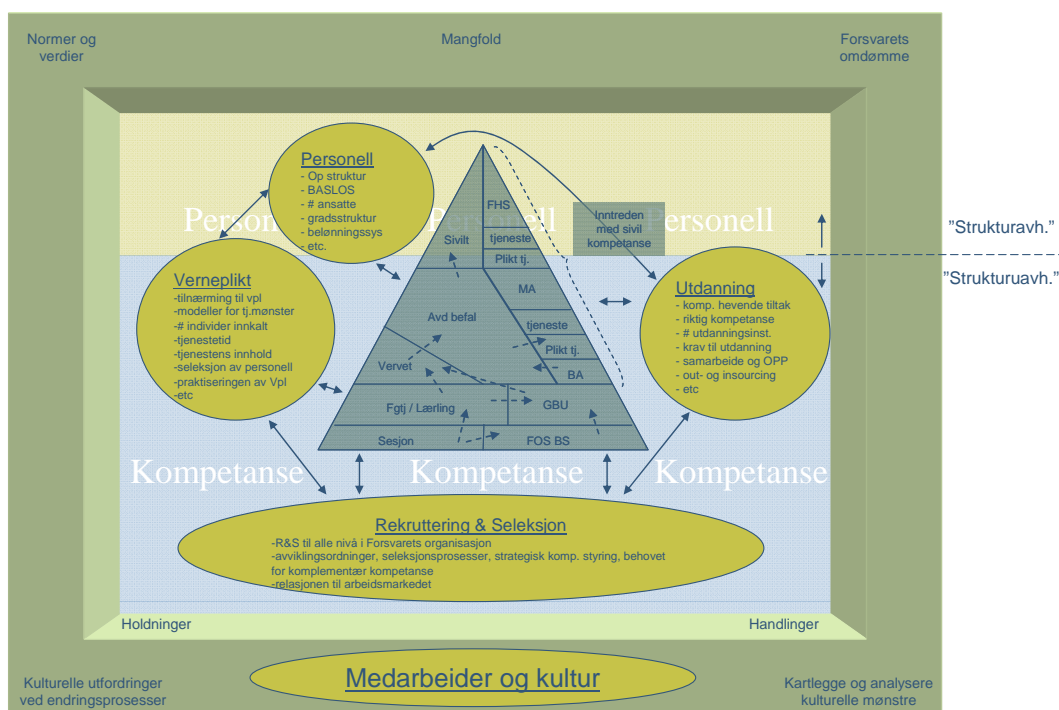 Normer og
verdier
Mangfold
Forsvarets
omdømme
Personell
- Op struktur
- BASLOS
- # ansatte
- gradsstruktur
- belønningssys
- etc.
Personell
Personell
Personell
FHS
tjeneste
Plikt tj.
Sivilt
Inntreden
med sivil
kompetanse
"Strukturavh."
"Strukturuavh."
Verneplikt
-tilnærming til vpl
-modeller for tj.mønster
-# individer innkalt
-tjenestetid
-tjenestens innhold
-seleksjon av personell
-praktiseringen av Vpl
-etc
MA
Avd befal
tjeneste
Plikt tj.
Vervet
BA
Fgtj / Lærling
GBU
Sesjon
FOS BS
Utdanning
- komp. hevende tiltak
- riktig kompetanse
- # utdanningsinst.
- krav til utdanning
- samarbeide og OPP
- out- og insourcing
- etc
Kompetanse
Kompetanse
Kompetanse
Rekruttering & Seleksjon
-R&S til alle nivå i Forsvarets organisasjon
-avviklingsordninger, seleksjonsprosesser, strategisk komp. styring, behovet
for komplementær kompetanse
-relasjonen til arbeidsmarkedet
Holdninger
Handlinger
Medarbeider og kultur
Kulturelle utfordringer
ved endringsprosesser
Kartlegge og analysere
kulturelle mønstre